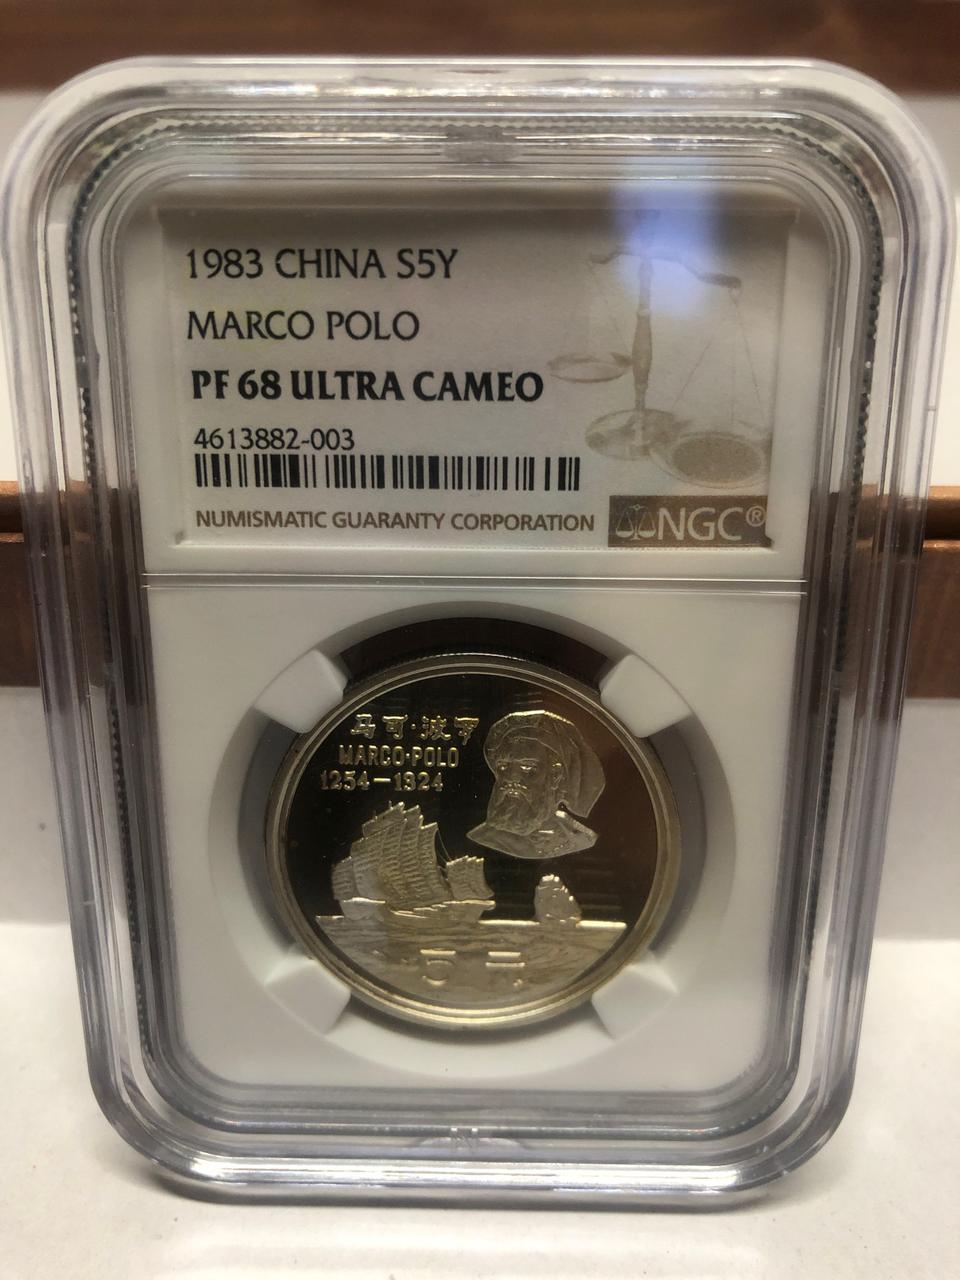 1983 CHINA S5Y
MARCO POLO
PF 68 ULTRA CAMEO
4613882-003
NUMISMATIC GUARANTY CORPORATION NGC®
马可·波罗
MARCO·POLO
1254-1324
5 元